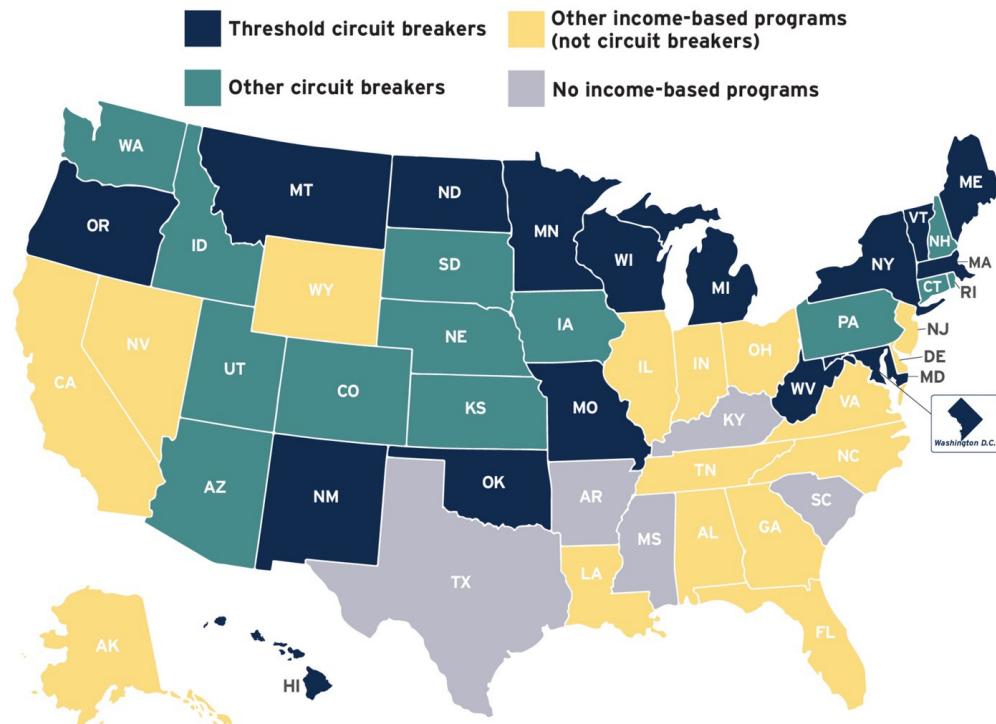 Threshold circuit breakers
Other income-based programs
(not circuit breakers)
Other circuit breakers
No income-based programs
WA
MT
ND
ME
OR
MN
VT
ID
NH
SD
WI
NY
MA
MI
WY
CT
RI
IA
PA
NE
NJ
NV
IL
IN
OH
DE
UT
MD
CA
CO
WV
KS
MO
VA
KY
Washington D.C.
NC
TN
OK
AZ
NM
AR
SC
MS
AL
GA
LA
TX
FL
AK
HI